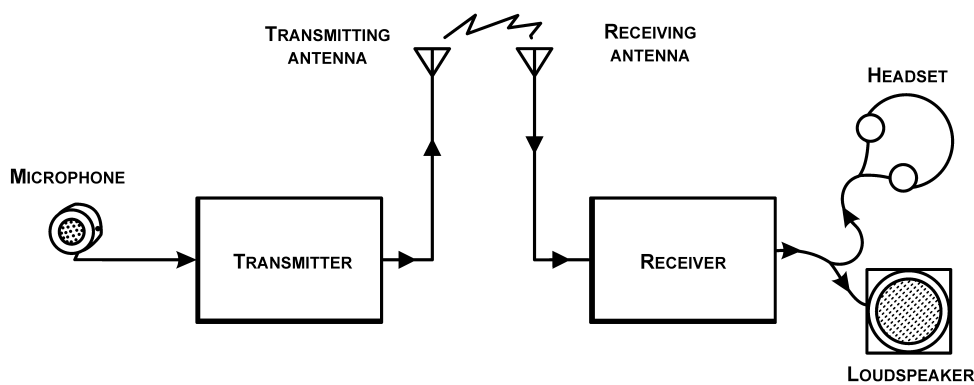 TRANSMITTING
ANTENNA
RECEIVING
ANTENNA
HEADSET
MICROPHONE
TRANSMITTER
RECEIVER
LOUDSPEAKER